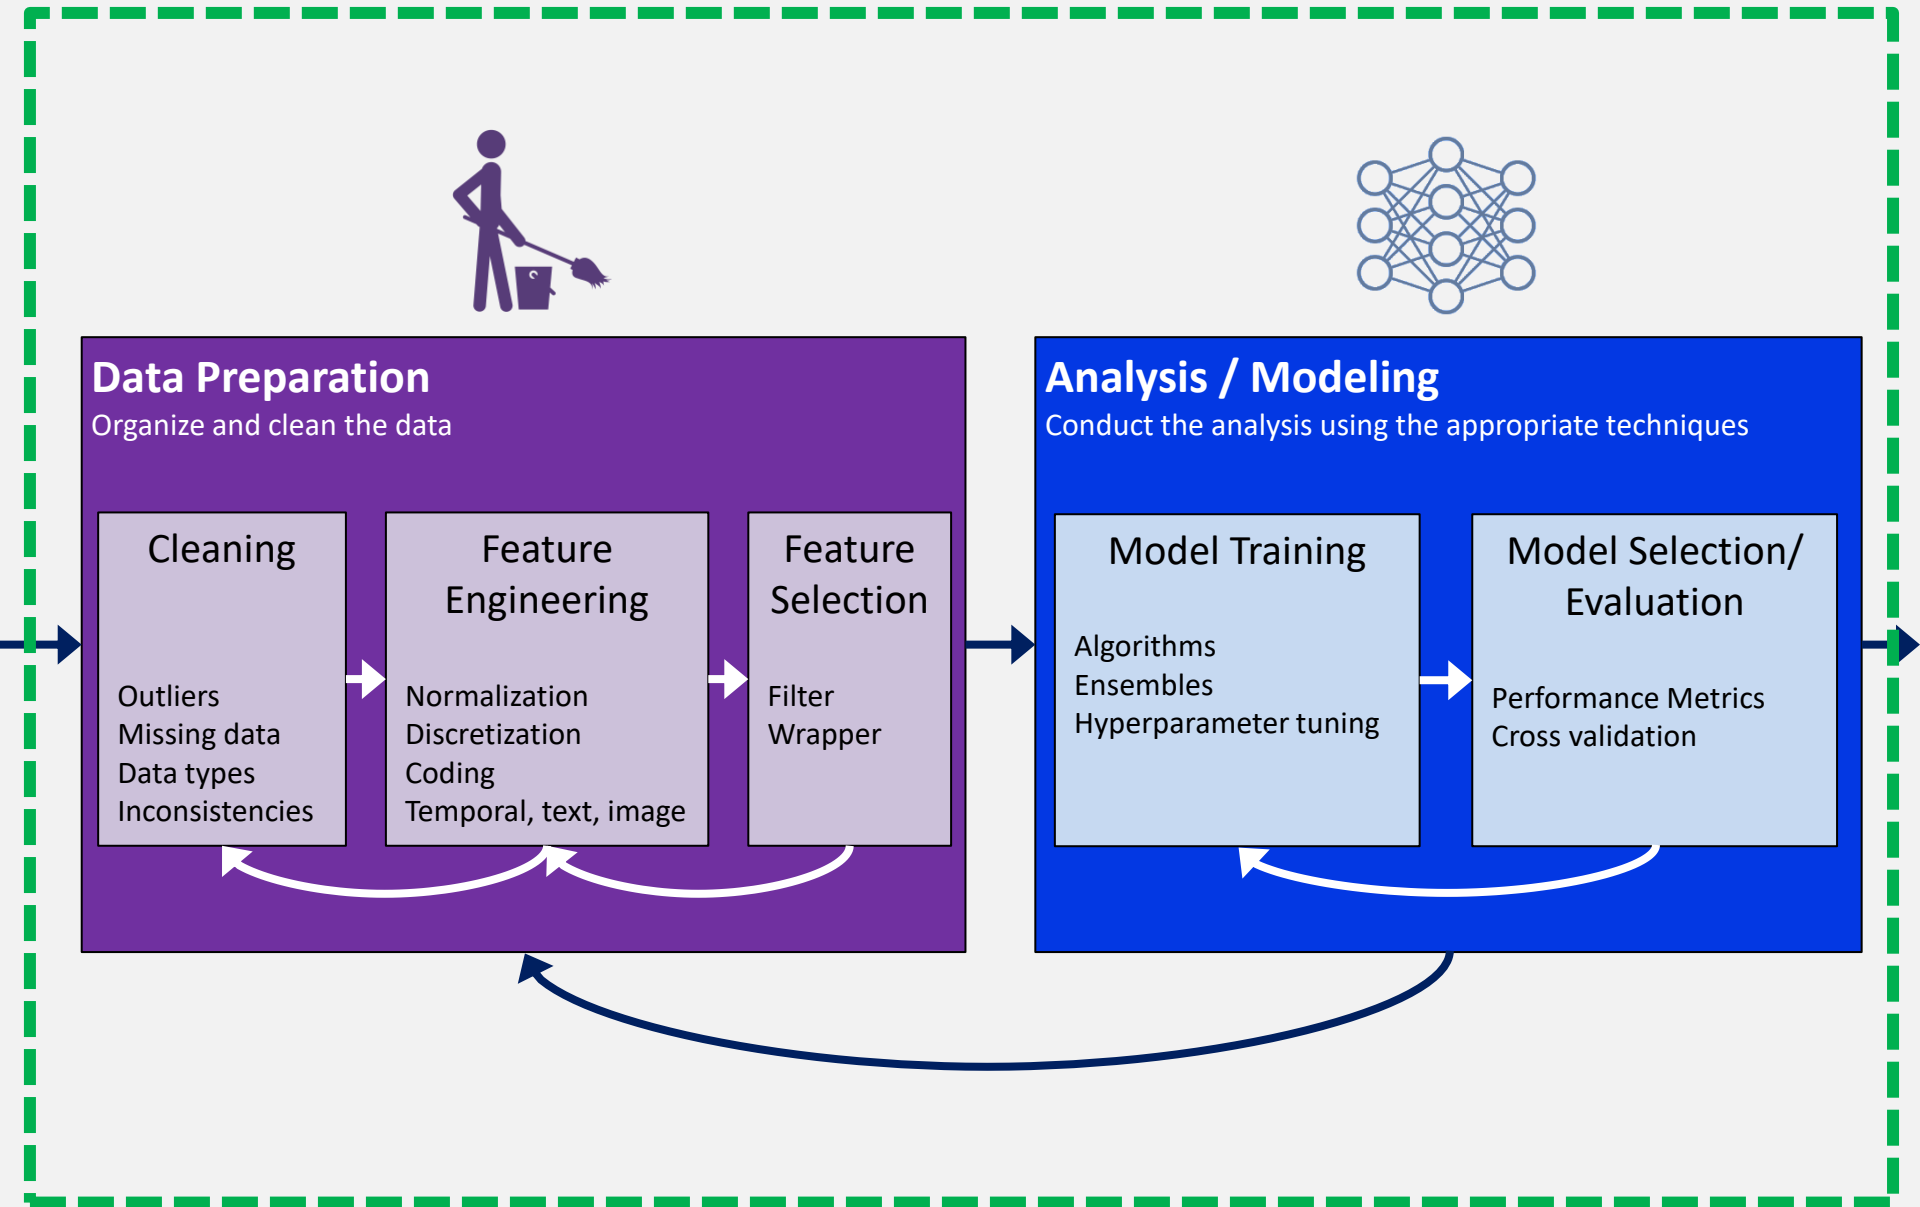 Data Preparation
Organize and clean the data
Cleaning
Outliers
Missing data
Data types
Inconsistencies
Feature
Engineering
Normalization
Discretization
Coding
Temporal, text, image
Feature
Selection
Filter
Wrapper
Analysis / Modeling
Conduct the analysis using the appropriate techniques
Model Training
Algorithms
Ensembles
Hyperparameter tuning
Model Selection/
Evaluation
Performance Metrics
Cross validation